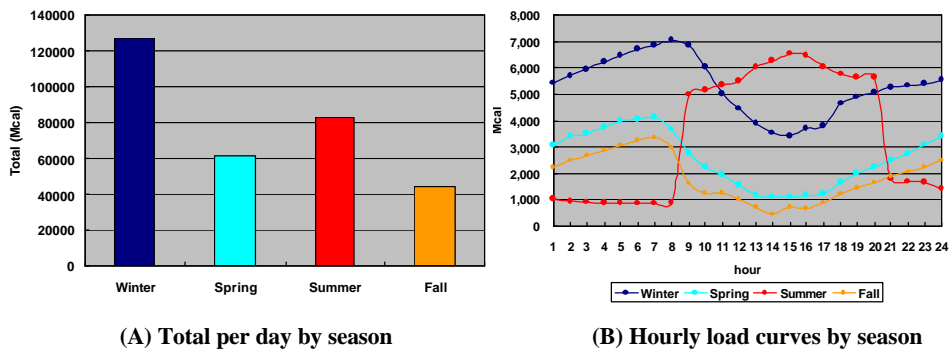 140000
120000
100000
80000
60000
40000
20000
0
Total (Mcal)
Winter Spring Summer Fall
(A) Total per day by season
8,000
7,000
6,000
5,000
4,000
3,000
2,000
1,000
0
Mcal
1 2 3 4 5 6 7 8 9 10 11 12 13 14 15 16 17 18 19 20 21 22 23 24
hour
Winter Spring Summer Fall
(B) Hourly load curves by season